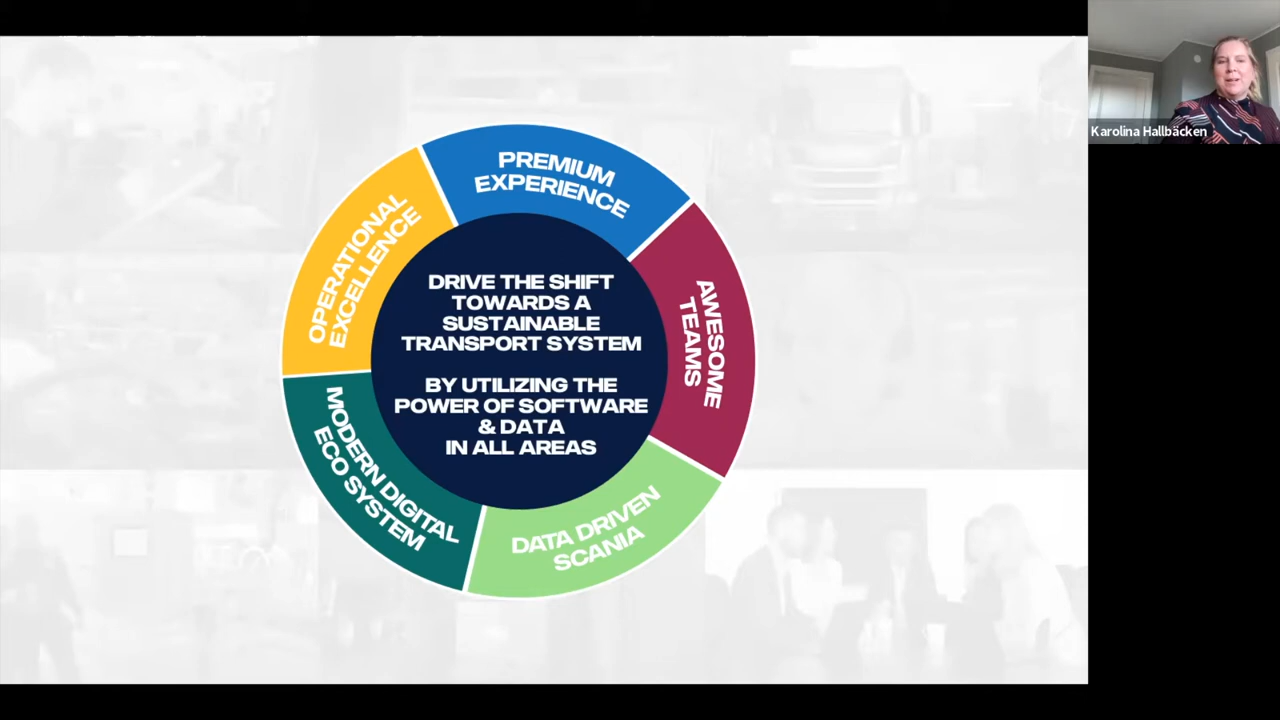 PREMIUM
EXPERIENCE
AWESOME
TEAMS
DATA DRIVEN
SCANIA
MODERN DIGITAL
ECO SYSTEM
OPERATIONAL
EXCELLENCE
DRIVE THE SHIFT
TOWARDS A
SUSTAINABLE
TRANSPORT SYSTEM
BY UTILIZING THE
POWER OF SOFTWARE
& DATA
IN ALL AREAS
Karolina Hallbäcken